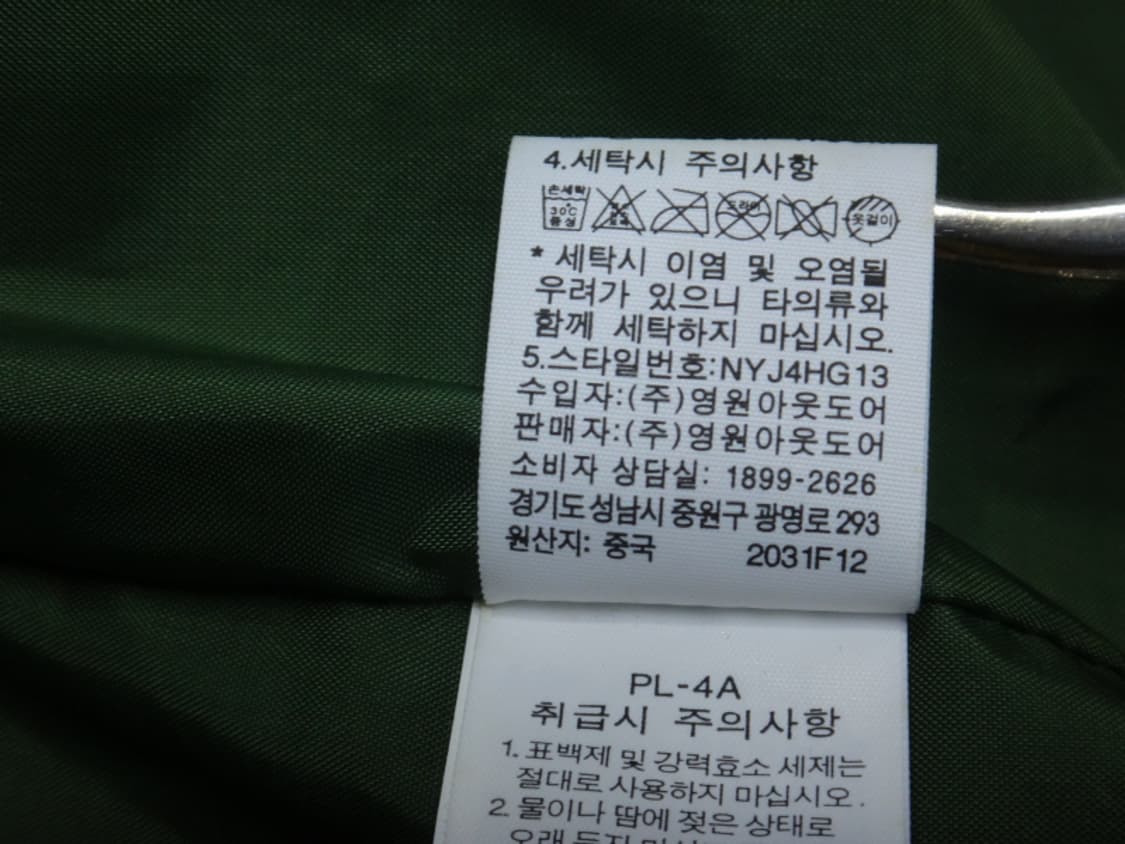 4.세탁시 주의사항
손세탁 30℃ 중성 드라이 옷걸이
* 세탁시 이염 및 오염될
우려가 있으니 타의류와
함께 세탁하지 마십시오.
5.스타일번호:NYJ4HG13
수입자:(주)영원아웃도어
판매자:(주)영원아웃도어
소비자 상담실: 1899-2626
경기도 성남시 중원구 광명로 293
원산지: 중국 2031F12
PL-4A
취급시 주의사항
1. 표백제 및 강력효소 세제는
절대로 사용하지 마십시오.
2. 물이나 땀에 젖은 상태로
오래 두지